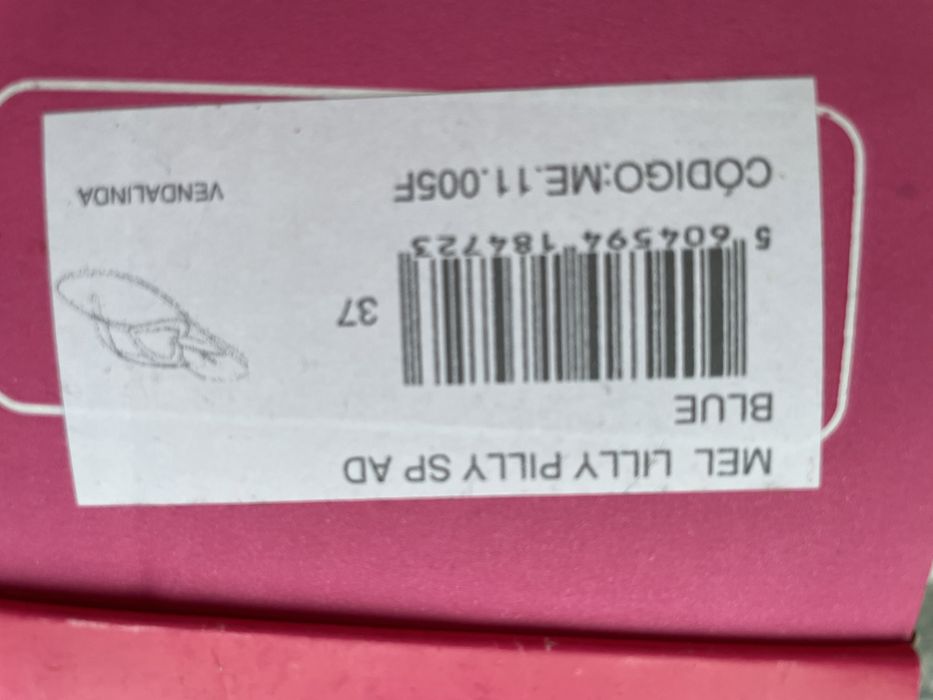 MEL LILLY PILLY SP AD
BLUE
37
5 604594 184723
CÓDIGO:ME.11.005F
VENDALINDA